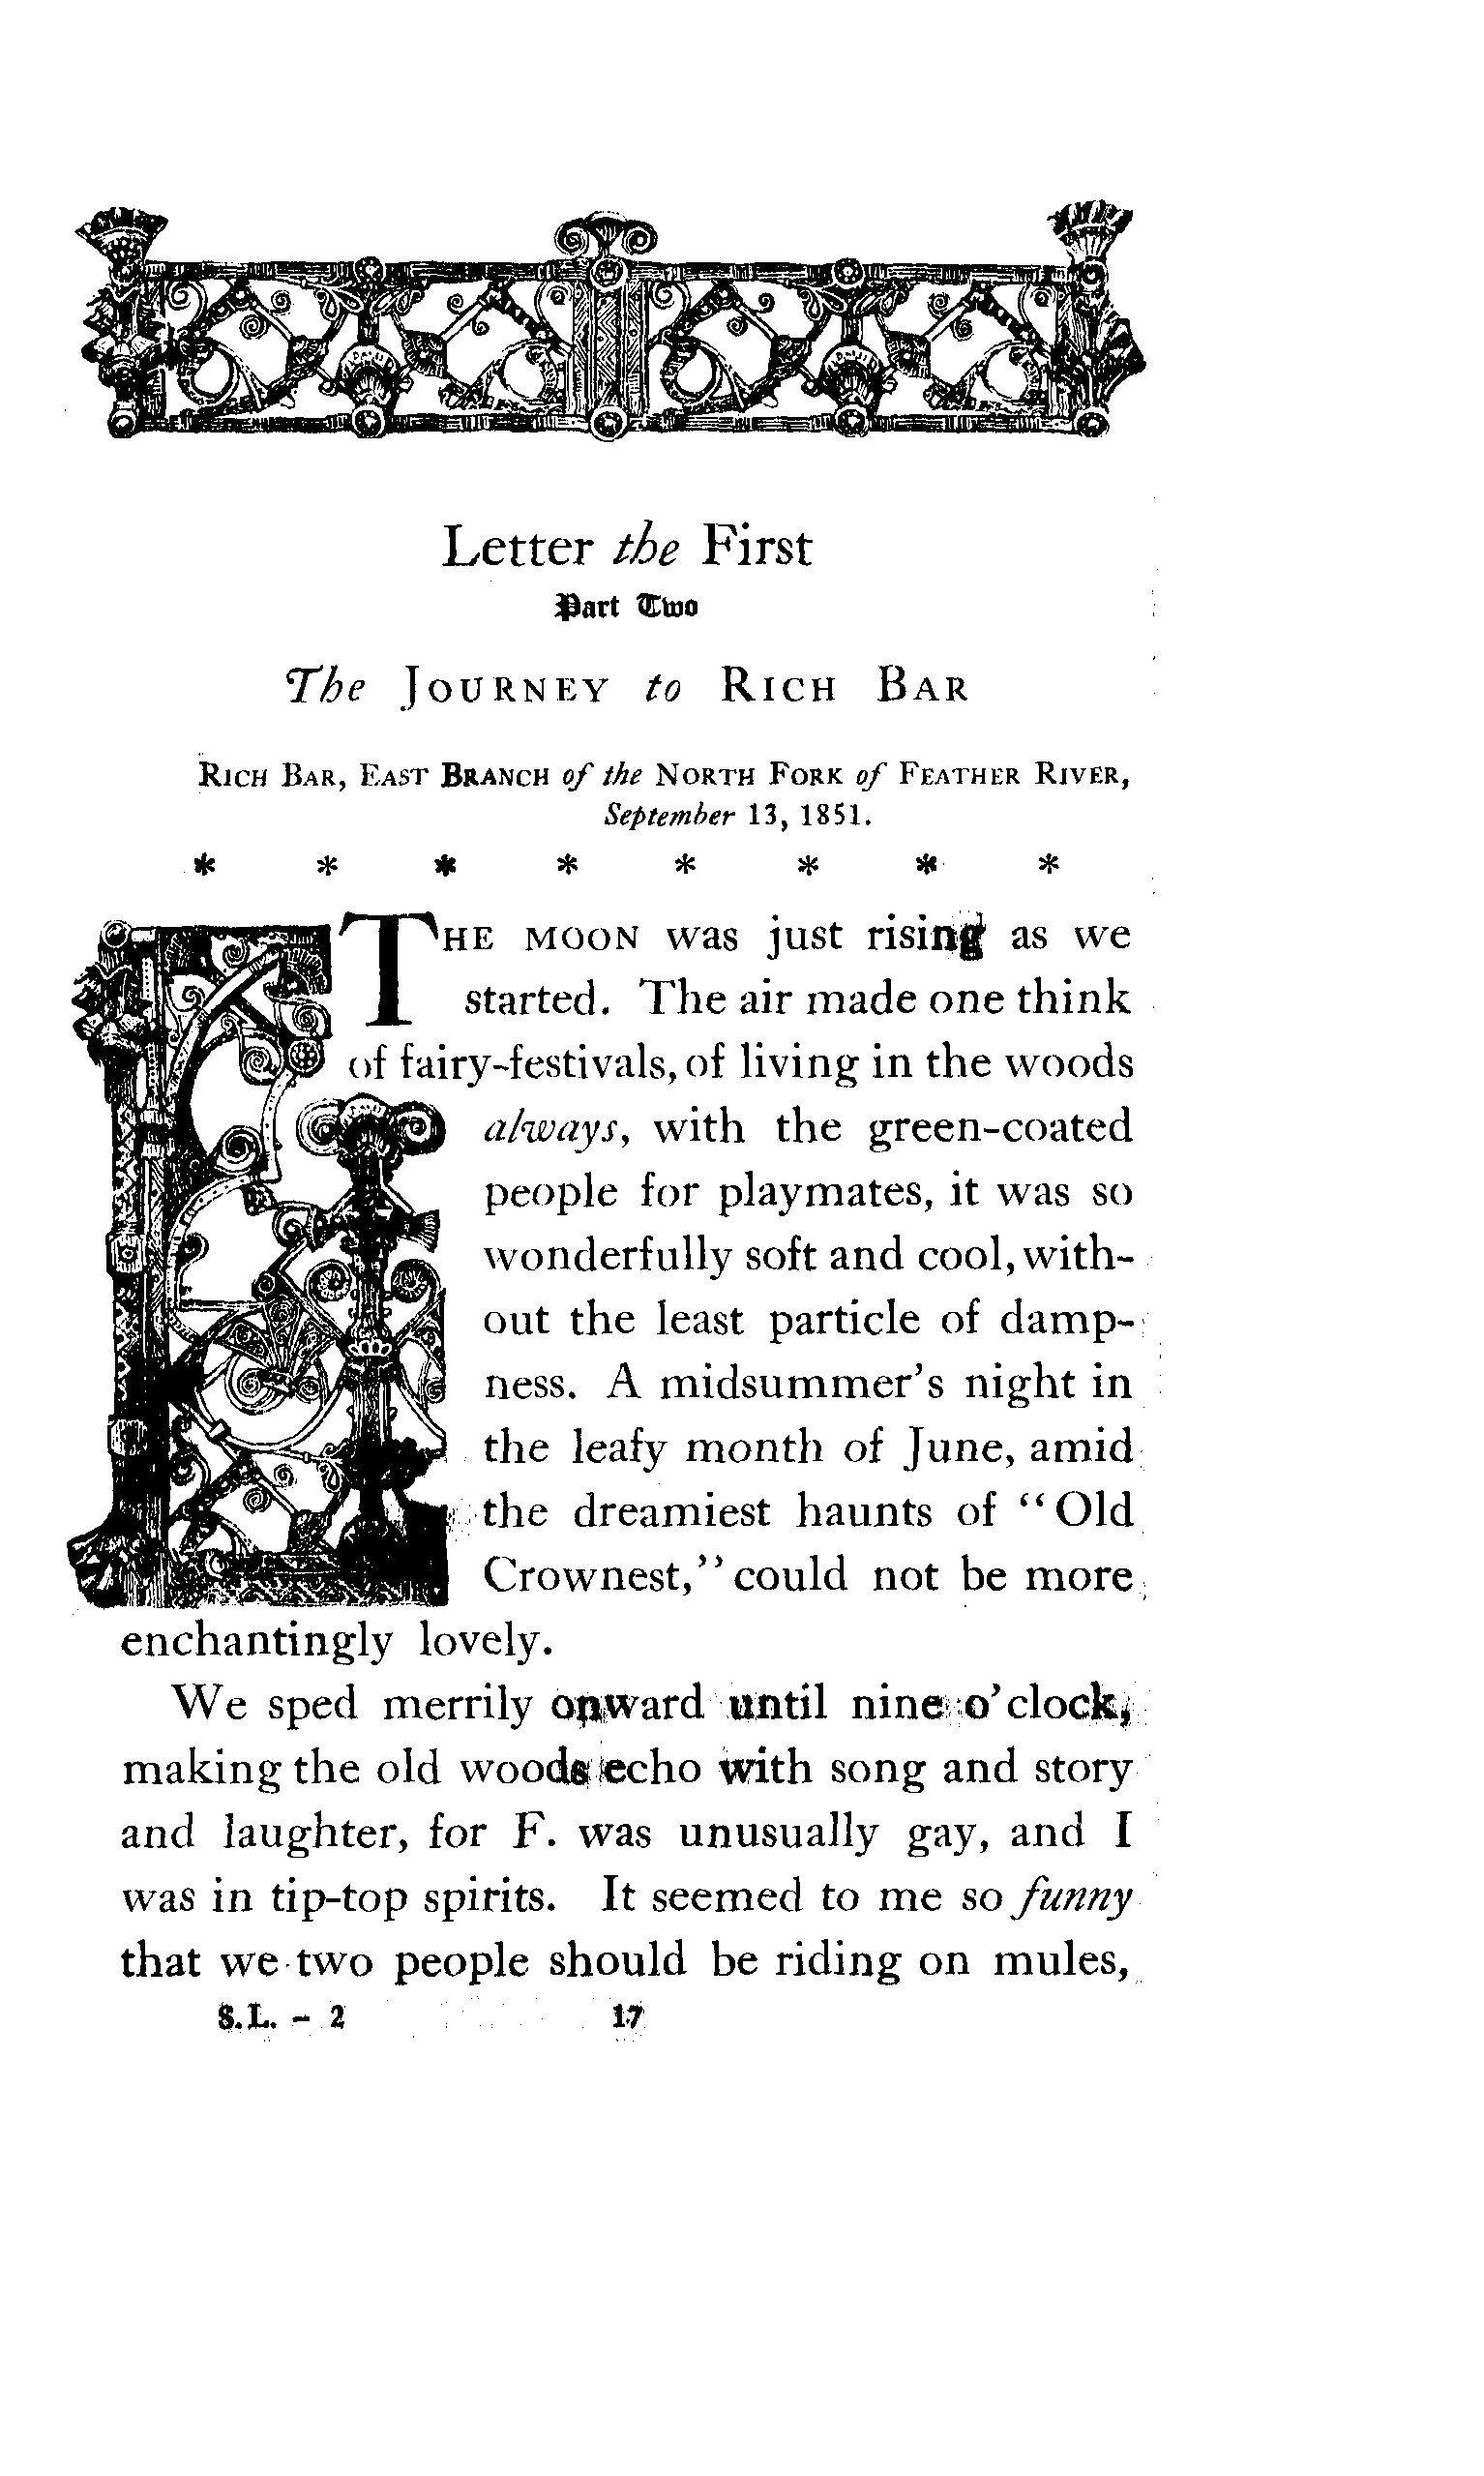 Letter the First
Part Two
The JOURNEY to RICH BAR
RICH BAR, EAST BRANCH of the NORTH FORK of FEATHER RIVER,
September 13, 1851.
* * * * * * * *
THE MOON was just rising as we
started. The air made one think
of fairy-festivals, of living in the woods
always, with the green-coated
people for playmates, it was so
wonderfully soft and cool, with-
out the least particle of damp-
ness. A midsummer's night in
the leafy month of June, amid
the dreamiest haunts of "Old
Crownest," could not be more
enchantingly lovely.
We sped merrily onward until nine o'clock,
making the old woods echo with song and story
and laughter, for F. was unusually gay, and I
was in tip-top spirits. It seemed to me so funny
that we two people should be riding on mules,
S.L. - 2 17